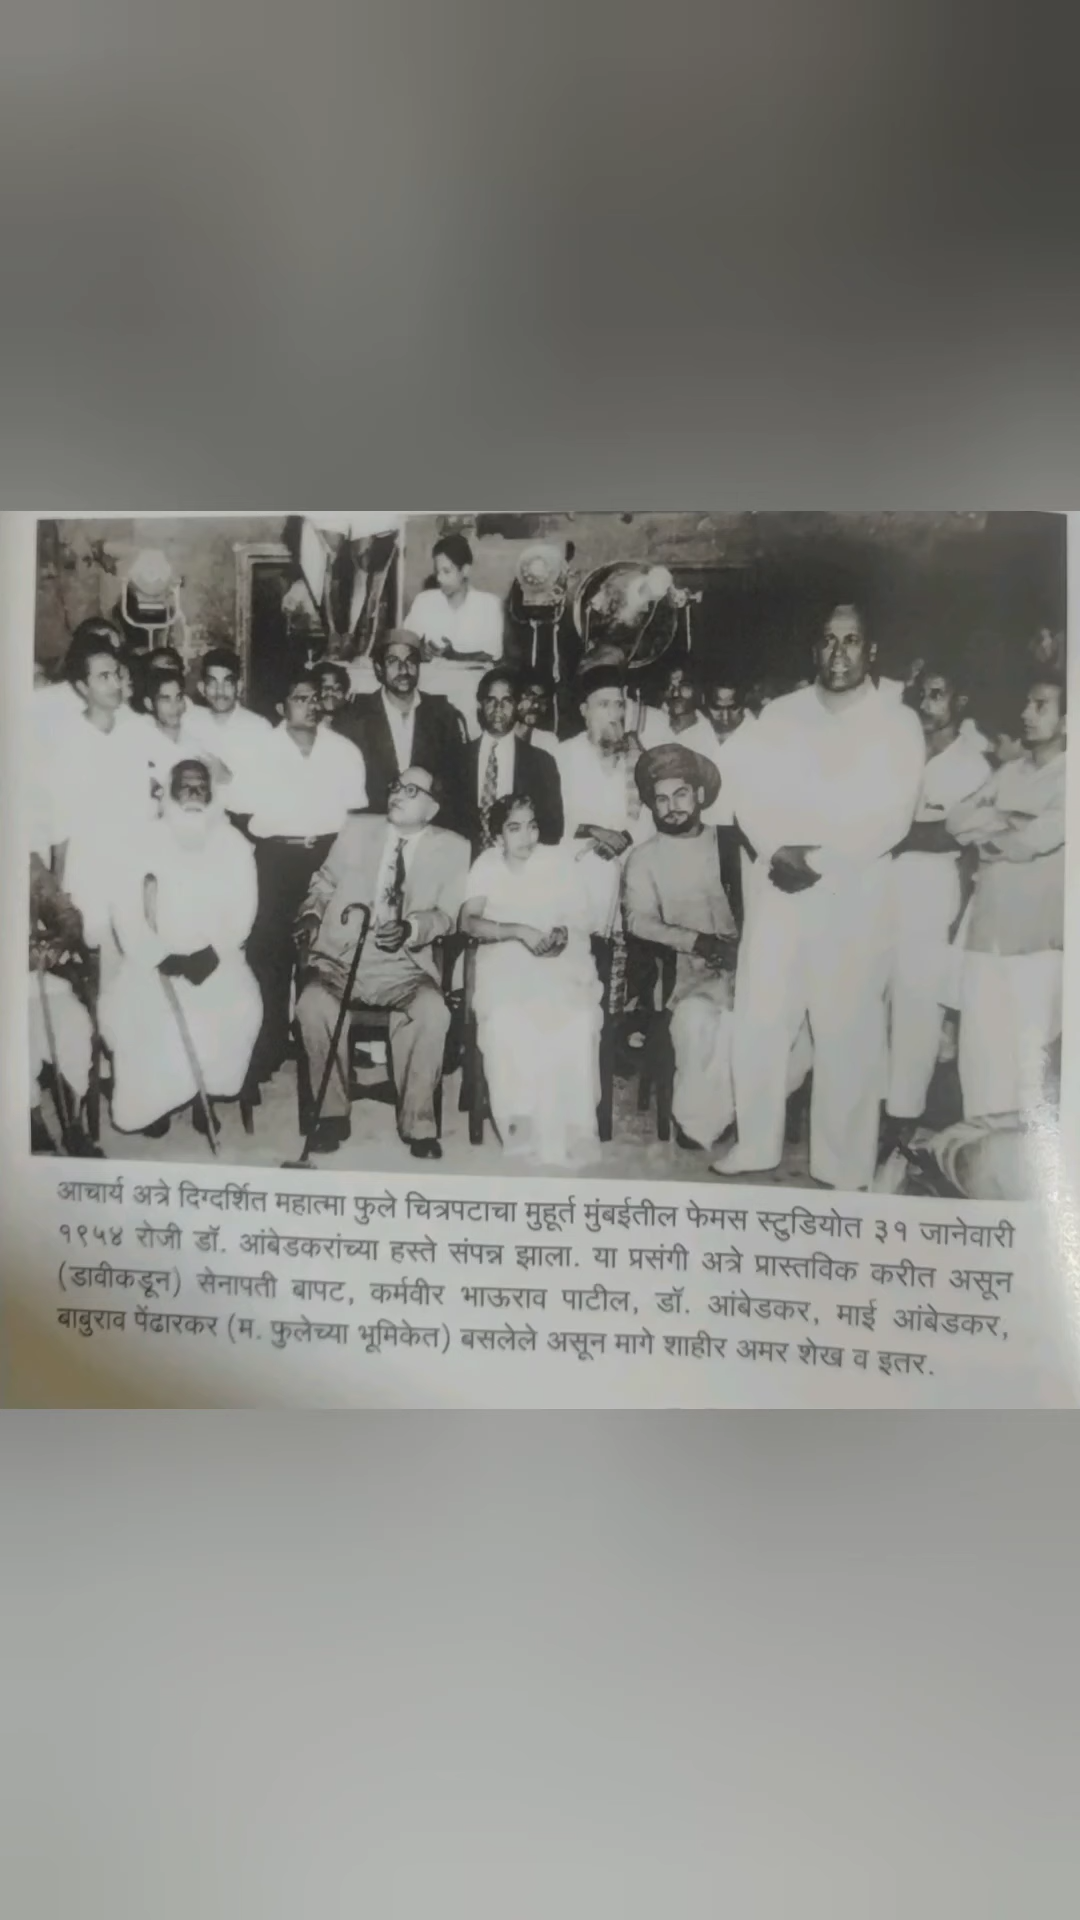 आचार्य अत्रे दिग्दर्शित महात्मा फुले चित्रपटाचा मुहूर्त मुंबईतील फेमस स्टुडियोत ३१ जानेवारी
१९५४ रोजी डॉ. आंबेडकरांच्या हस्ते संपन्न झाला. या प्रसंगी अत्रे प्रास्तविक करीत असून
(डावीकडून) सेनापती बापट, कर्मवीर भाऊराव पाटील, डॉ. आंबेडकर, माई आंबेडकर,
बाबुराव पेंढारकर (म. फुलेच्या भूमिकेत) बसलेले असून मागे शाहीर अमर शेख व इतर.